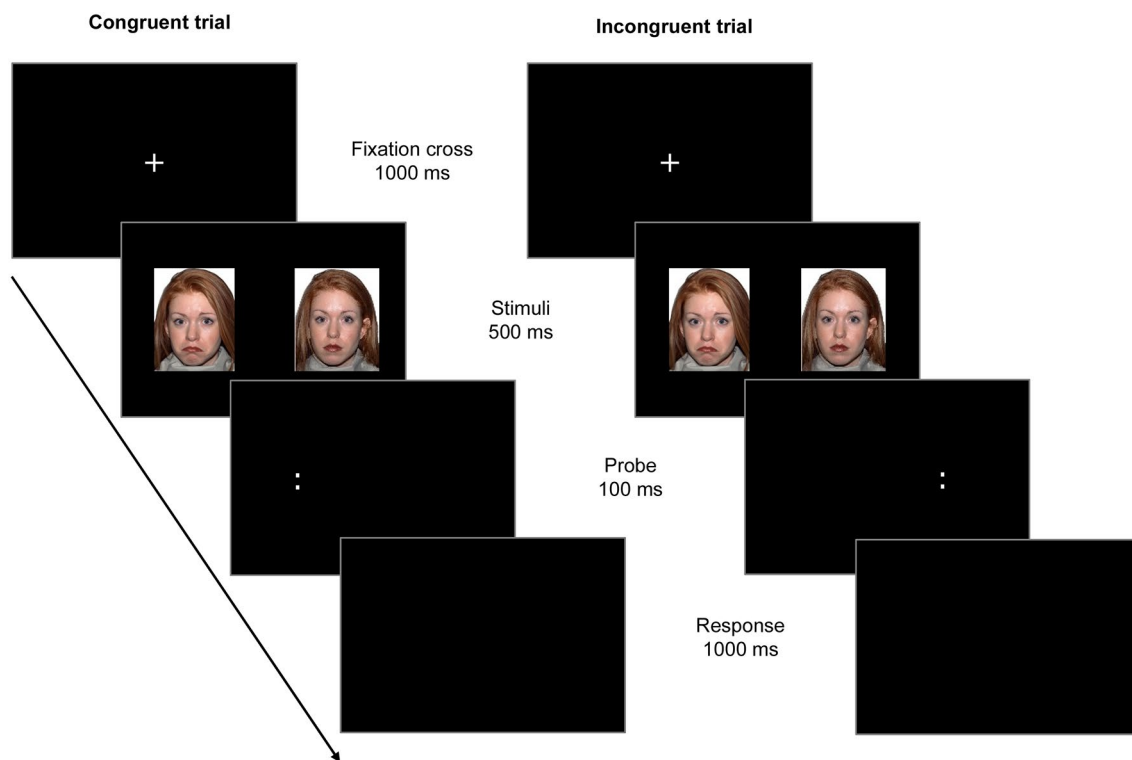 Congruent trial
Incongruent trial
Fixation cross
1000 ms
Stimuli
500 ms
Probe
100 ms
Response
1000 ms